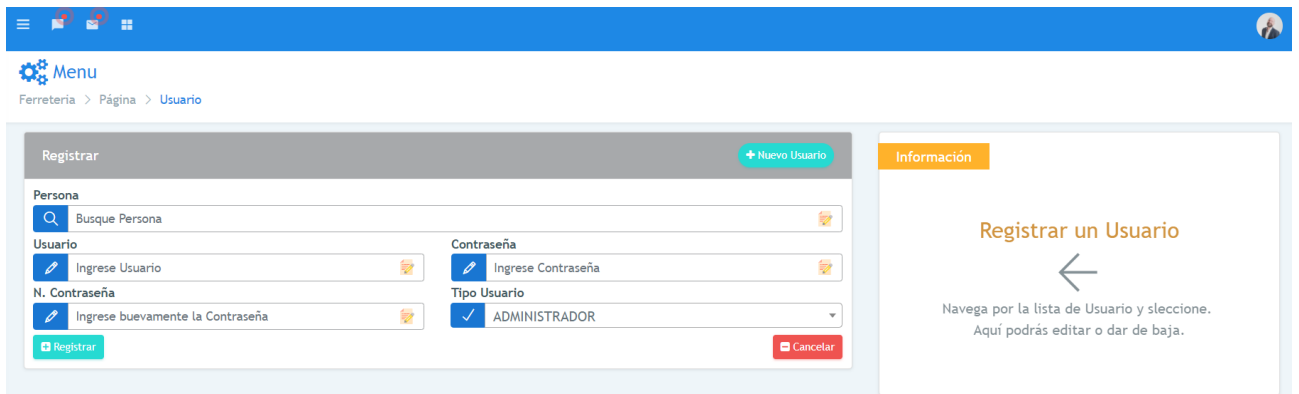 Menu
Ferreteria > Página > Usuario
Registrar
Nuevo Usuario
Persona
Busque Persona
Usuario
Contraseña
Ingrese Usuario
Ingrese Contraseña
N. Contraseña
Tipo Usuario
Ingrese buevamente la Contraseña
ADMINISTRADOR
Registrar
Cancelar
Información
Registrar un Usuario
Navega por la lista de Usuario y sleccione.
Aquí podrás editar o dar de baja.